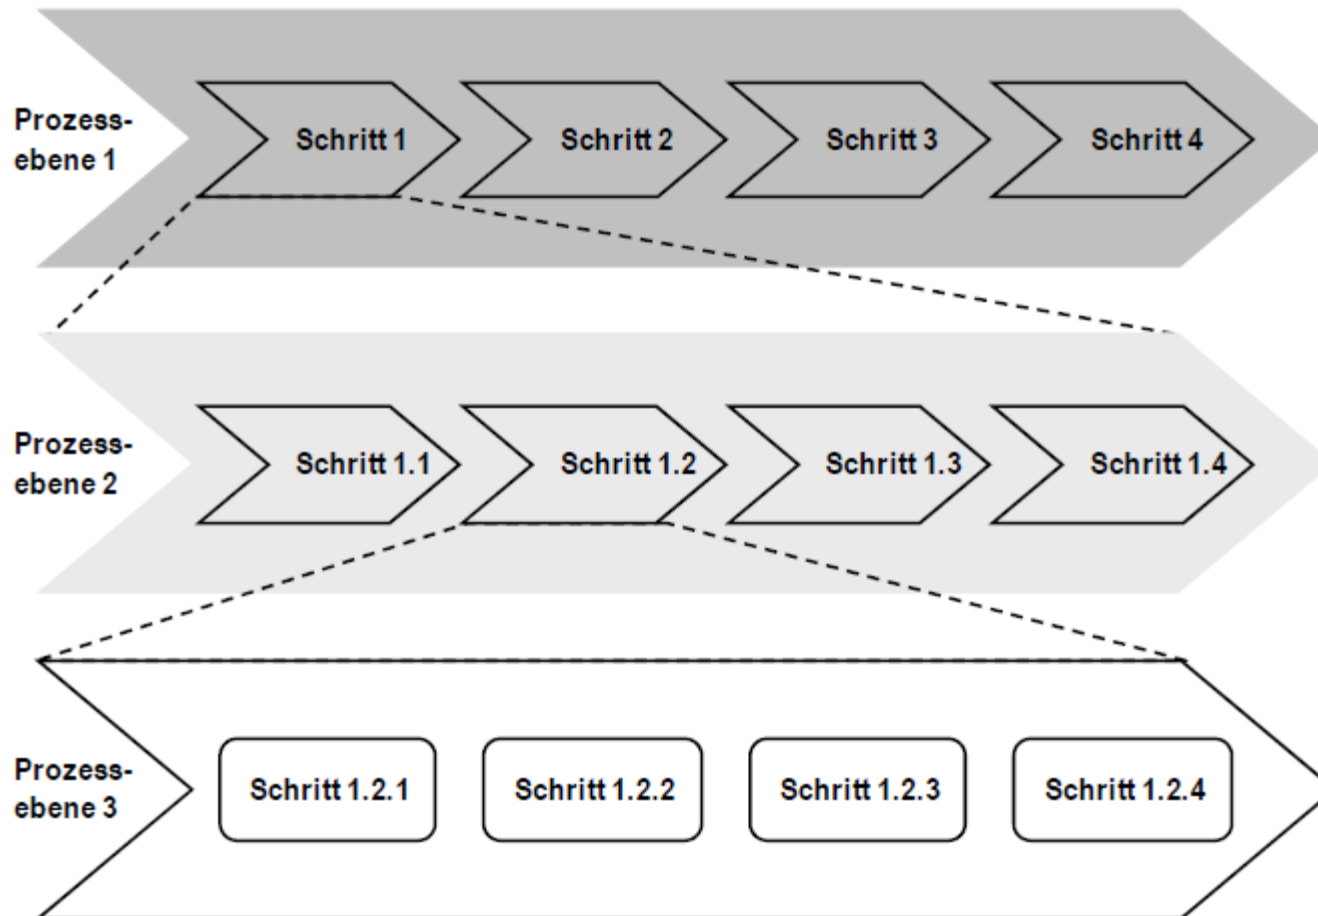 Prozess-
ebene 1
Schritt 1
Schritt 2
Schritt 3
Schritt 4
Prozess-
ebene 2
Schritt 1.1
Schritt 1.2
Schritt 1.3
Schritt 1.4
Prozess-
ebene 3
Schritt 1.2.1
Schritt 1.2.2
Schritt 1.2.3
Schritt 1.2.4